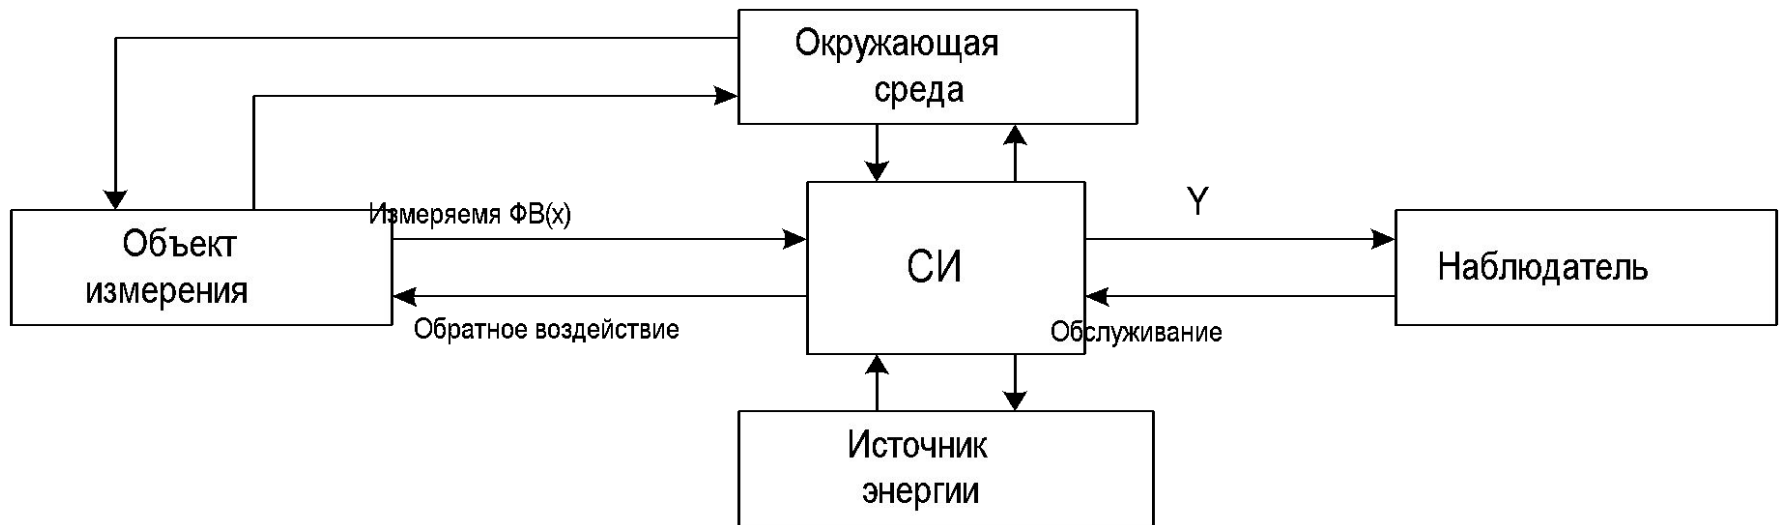 Окружающая
среда
Измеряемя ФВ(х)
Y
Объект
измерения
СИ
Наблюдатель
Обратное воздействие
Обслуживание
Источник
энергии